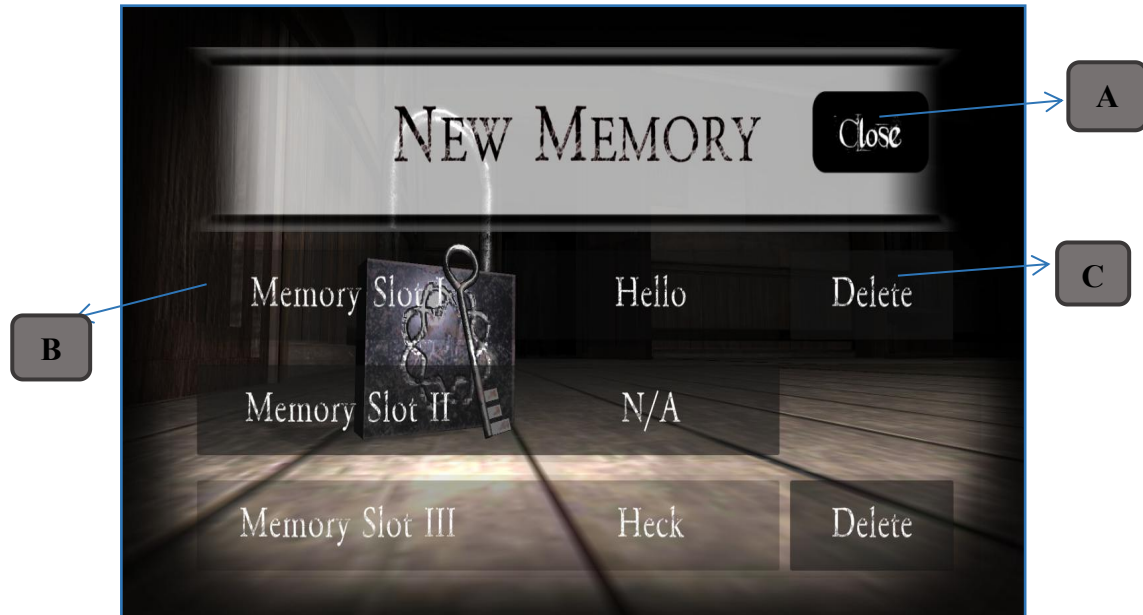 New Memory
Close
A
Memory Slot I Hello Delete
C
B
Memory Slot II N/A
Memory Slot III Heck Delete